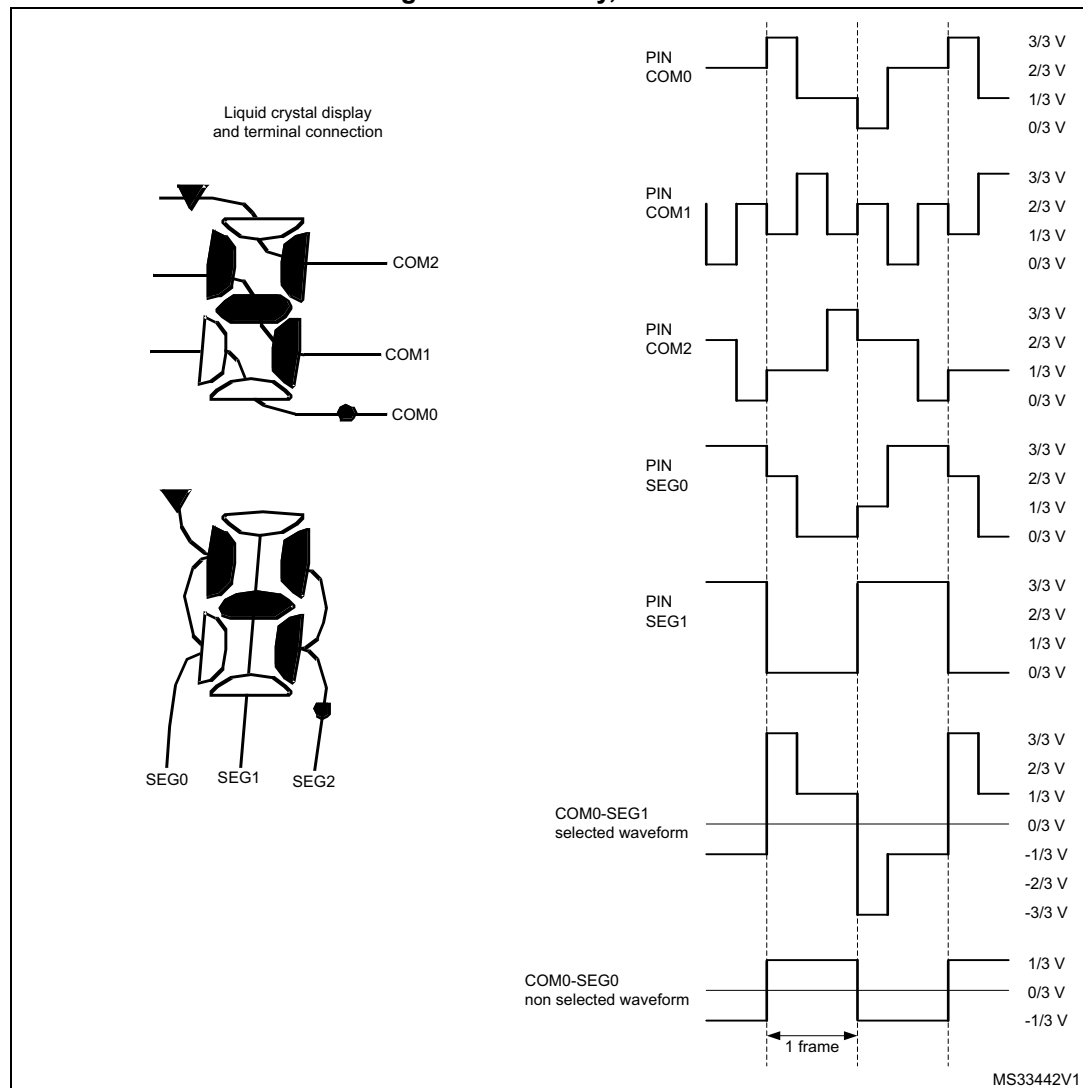 Liquid crystal display
and terminal connection
COM2
COM1
COM0
SEG0 SEG1 SEG2
PIN
COM0
3/3 V
2/3 V
1/3 V
0/3 V
PIN
COM1
3/3 V
2/3 V
1/3 V
0/3 V
PIN
COM2
3/3 V
2/3 V
1/3 V
0/3 V
PIN
SEG0
3/3 V
2/3 V
1/3 V
0/3 V
PIN
SEG1
3/3 V
2/3 V
1/3 V
0/3 V
COM0-SEG1
selected waveform
3/3 V
2/3 V
1/3 V
0/3 V
-1/3 V
-2/3 V
-3/3 V
COM0-SEG0
non selected waveform
1/3 V
0/3 V
-1/3 V
1 frame
MS33442V1